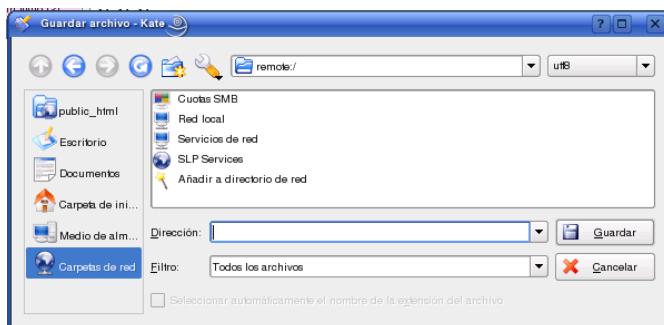 Guardar archivo - Kate
remote:/
utf8
public_html
Escritorio
Documentos
Carpeta de ini...
Medio de alm...
Carpetas de red
Cuotas SMB
Red local
Servicios de red
SLP Services
Añadir a directorio de red
Dirección:
Guardar
Filtro:
Todos los archivos
Cancelar
Seleccionar automáticamente el nombre de la extensión del archivo